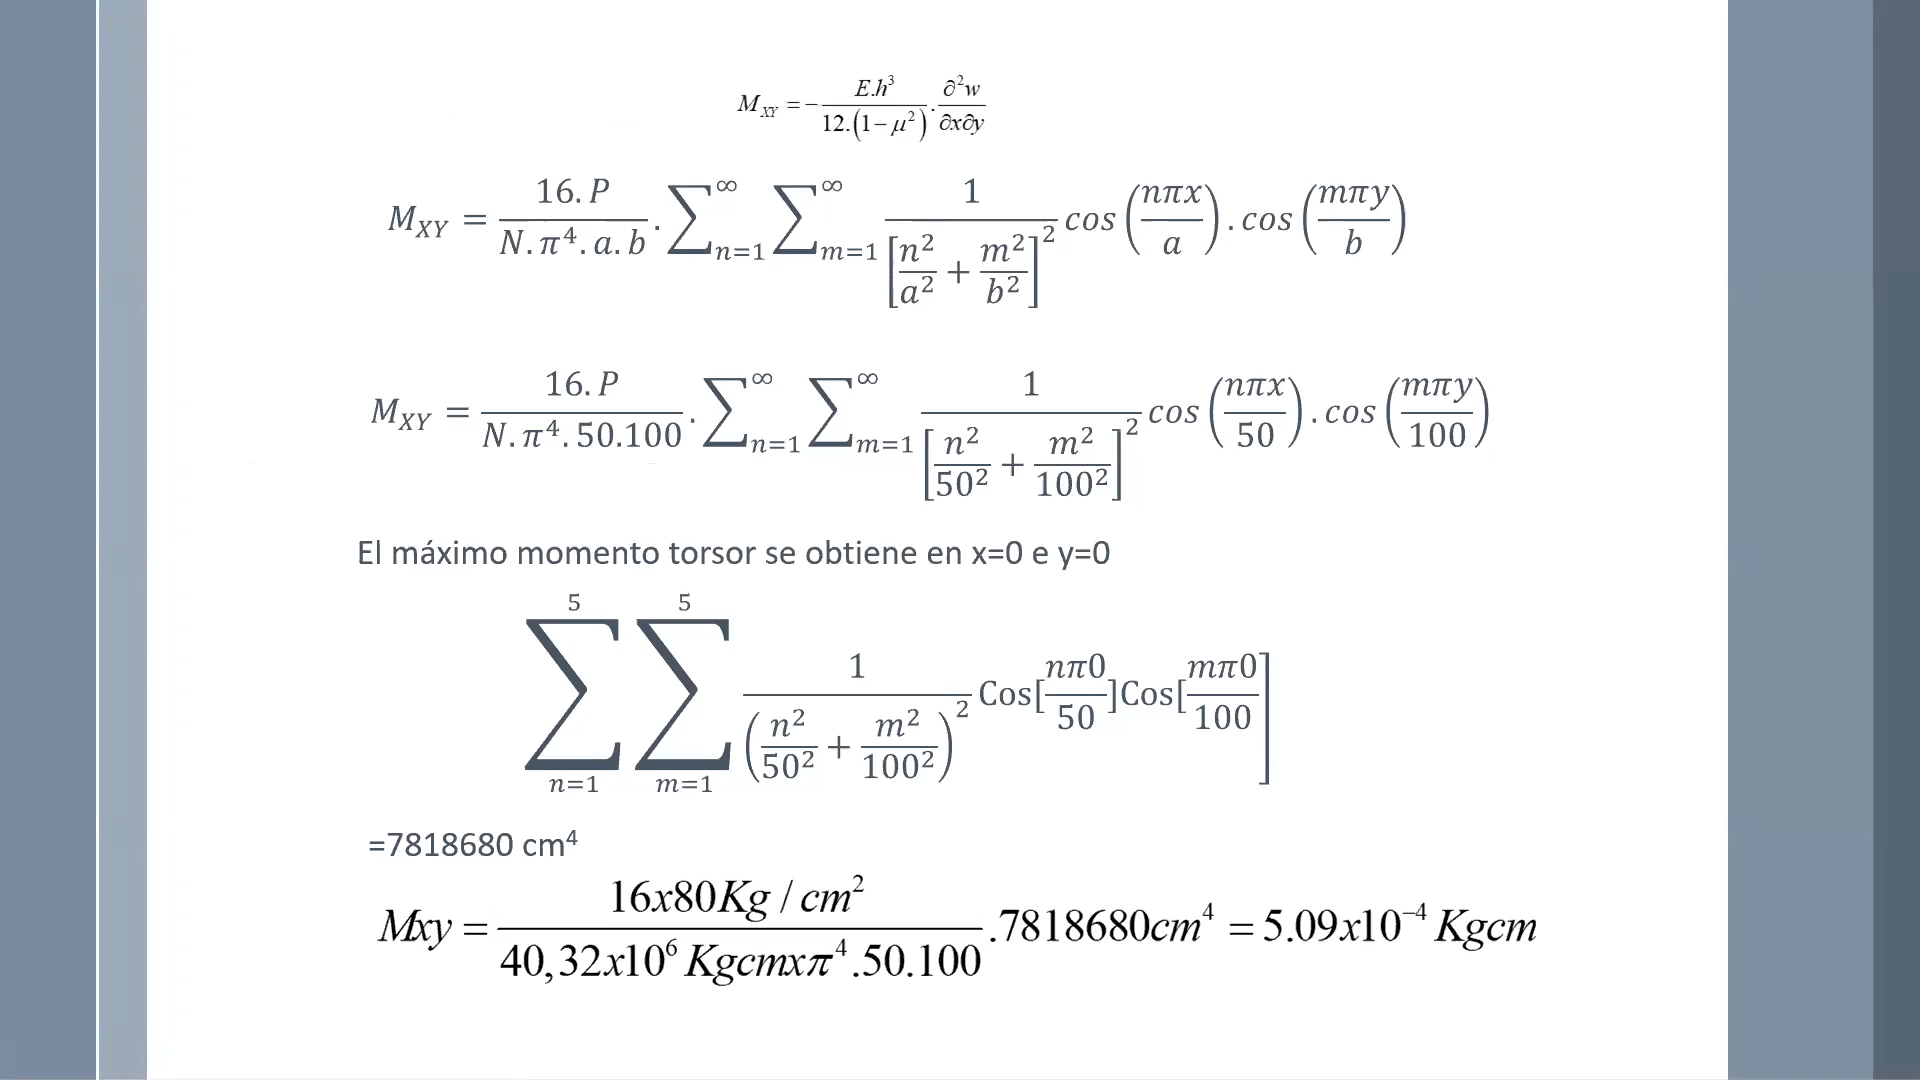 M_XY = − E.h³ / 12.(1−μ²) . ∂²w / ∂x∂y
M_XY = 16.P / N.π⁴.a.b . ∑_{n=1}^∞ ∑_{m=1}^∞ 1 / [n²/a² + m²/b²]² cos(nπx/a) . cos(mπy/b)
M_XY = 16.P / N.π⁴.50.100 . ∑_{n=1}^∞ ∑_{m=1}^∞ 1 / [n²/50² + m²/100²]² cos(nπx/50) . cos(mπy/100)
El máximo momento torsor se obtiene en x=0 e y=0
∑_{n=1}^5 ∑_{m=1}^5 1 / (n²/50² + m²/100²)² Cos[nπ0/50]Cos[mπ0/100]]
=7818680 cm⁴
Mxy = 16x80Kg / cm² / 40,32x10⁶ Kgcmxπ⁴.50.100 .7818680cm⁴ = 5.09x10⁻⁴ Kgcm